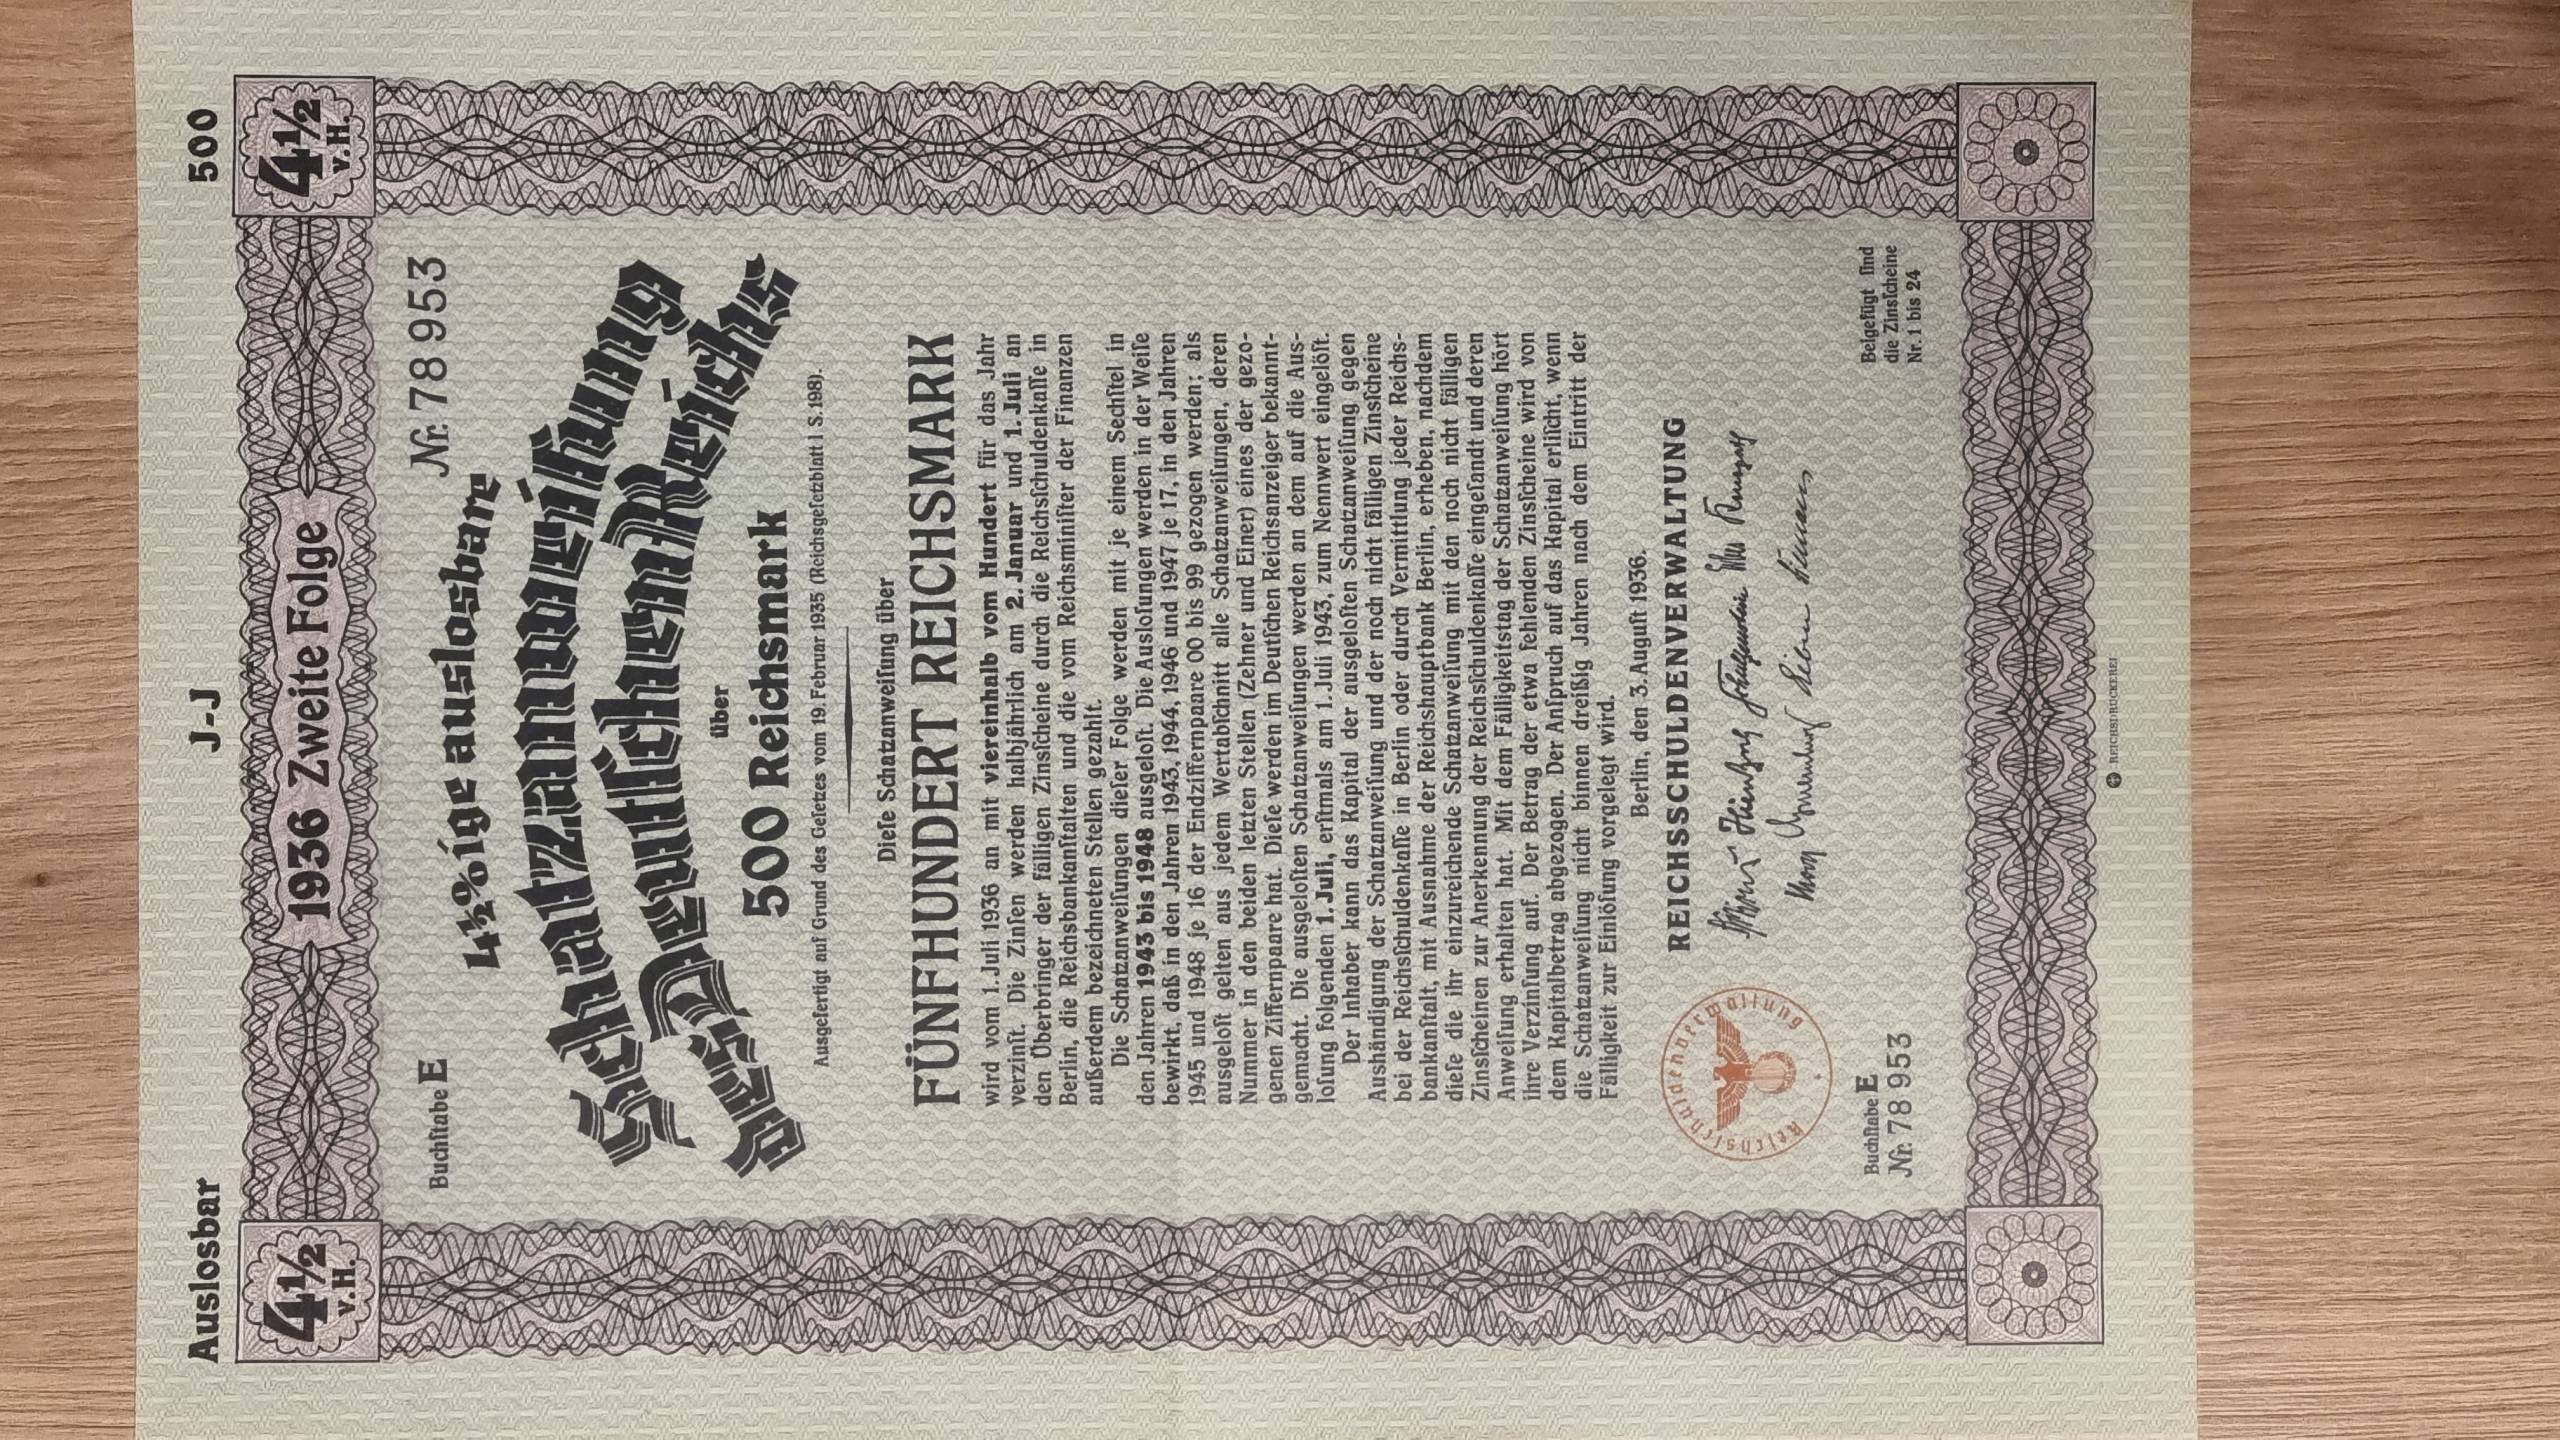 Auslosbar J-J 500
4½ v.H. 1936 Zweite Folge 4½ v.H.
Buchſtabe E Nr. 78 953
4½%ige auslosbare
Schatzanweiſung
des Deutſchen Reichs
über
500 Reichsmark
Ausgefertigt auf Grund des Geſetzes vom 19. Februar 1935 (Reichsgeſetzblatt I S. 198).
Dieſe Schatzanweiſung über
FÜNFHUNDERT REICHSMARK
wird vom 1. Juli 1936 an mit viereinhalb vom Hundert für das Jahr
verzinſt. Die Zinſen werden halbjährlich am 2. Januar und 1. Juli an
den Überbringer der fälligen Zinsſcheine durch die Reichsſchuldenkaſſe in
Berlin, die Reichsbankanſtalten und die vom Reichsminiſter der Finanzen
außerdem bezeichneten Stellen gezahlt.
Die Schatzanweiſungen dieſer Folge werden mit je einem Sechſtel in
den Jahren 1943 bis 1948 ausgeloſt. Die Ausloſungen werden in der Weiſe
bewirkt, daß in den Jahren 1943, 1944, 1946 und 1947 je 17, in den Jahren
1945 und 1948 je 16 der Endziffernpaare 00 bis 99 gezogen werden; als
ausgeloſt gelten aus jedem Wertabſchnitt alle Schatzanweiſungen, deren
Nummer in den beiden letzten Stellen (Zehner und Einer) eines der gezo-
genen Ziffernpaare hat. Dieſe werden im Deutſchen Reichsanzeiger bekannt-
gemacht. Die ausgeloſten Schatzanweiſungen werden an dem auf die Aus-
loſung folgenden 1. Juli, erſtmals am 1. Juli 1943, zum Nennwert eingelöſt.
Der Inhaber kann das Kapital der ausgeloſten Schatzanweiſung gegen
Aushändigung der Schatzanweiſung und der noch nicht fälligen Zinsſcheine
bei der Reichsſchuldenkaſſe in Berlin oder durch Vermittlung jeder Reichs-
bankanſtalt, mit Ausnahme der Reichshauptbank Berlin, erheben, nachdem
dieſe die ihr einzureichende Schatzanweiſung mit den noch nicht fälligen
Zinsſcheinen zur Anerkennung der Reichsſchuldenkaſſe eingeſandt und deren
Anweiſung erhalten hat. Mit dem Fälligkeitstag der Schatzanweiſung hört
ihre Verzinſung auf. Der Betrag der etwa fehlenden Zinsſcheine wird von
dem Kapitalbetrag abgezogen. Der Anſpruch auf das Kapital erliſcht, wenn
die Schatzanweiſung nicht binnen dreißig Jahren nach dem Eintritt der
Fälligkeit zur Einlöſung vorgelegt wird.
Berlin, den 3. Auguſt 1936.
REICHSSCHULDENVERWALTUNG
Reichsſchuldenverwaltung
Buchſtabe E
Nr. 78 953
Beigefügt ſind
die Zinsſcheine
Nr. 1 bis 24
REICHSDRUCKEREI